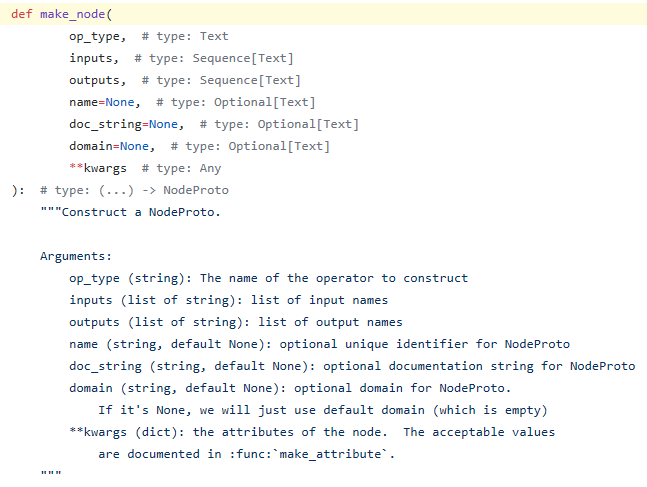 def make_node(
        op_type,  # type: Text
        inputs,  # type: Sequence[Text]
        outputs,  # type: Sequence[Text]
        name=None,  # type: Optional[Text]
        doc_string=None,  # type: Optional[Text]
        domain=None,  # type: Optional[Text]
        **kwargs  # type: Any
):  # type: (...) -> NodeProto
    """Construct a NodeProto.

    Arguments:
        op_type (string): The name of the operator to construct
        inputs (list of string): list of input names
        outputs (list of string): list of output names
        name (string, default None): optional unique identifier for NodeProto
        doc_string (string, default None): optional documentation string for NodeProto
        domain (string, default None): optional domain for NodeProto.
            If it's None, we will just use default domain (which is empty)
        **kwargs (dict): the attributes of the node.  The acceptable values
            are documented in :func:`make_attribute`.
    """